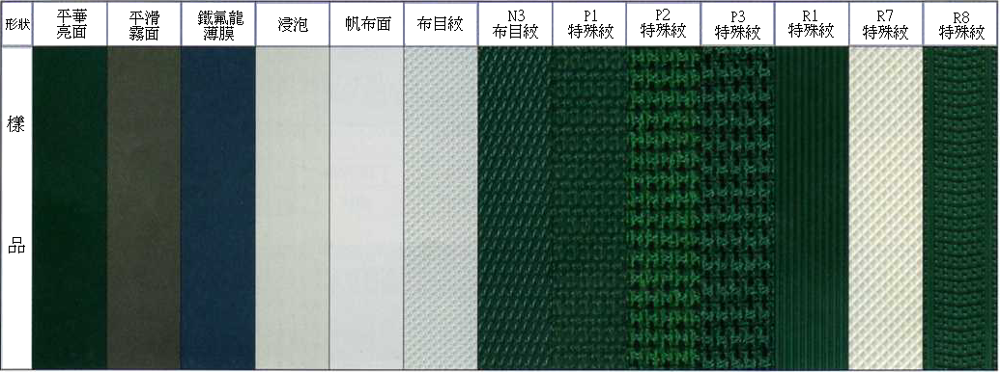 形狀
平華
亮面
平滑
霧面
鐵氟龍
薄膜
浸泡
帆布面
布目紋
N3
布目紋
P1
特殊紋
P2
特殊紋
P3
特殊紋
R1
特殊紋
R7
特殊紋
R8
特殊紋
樣
品